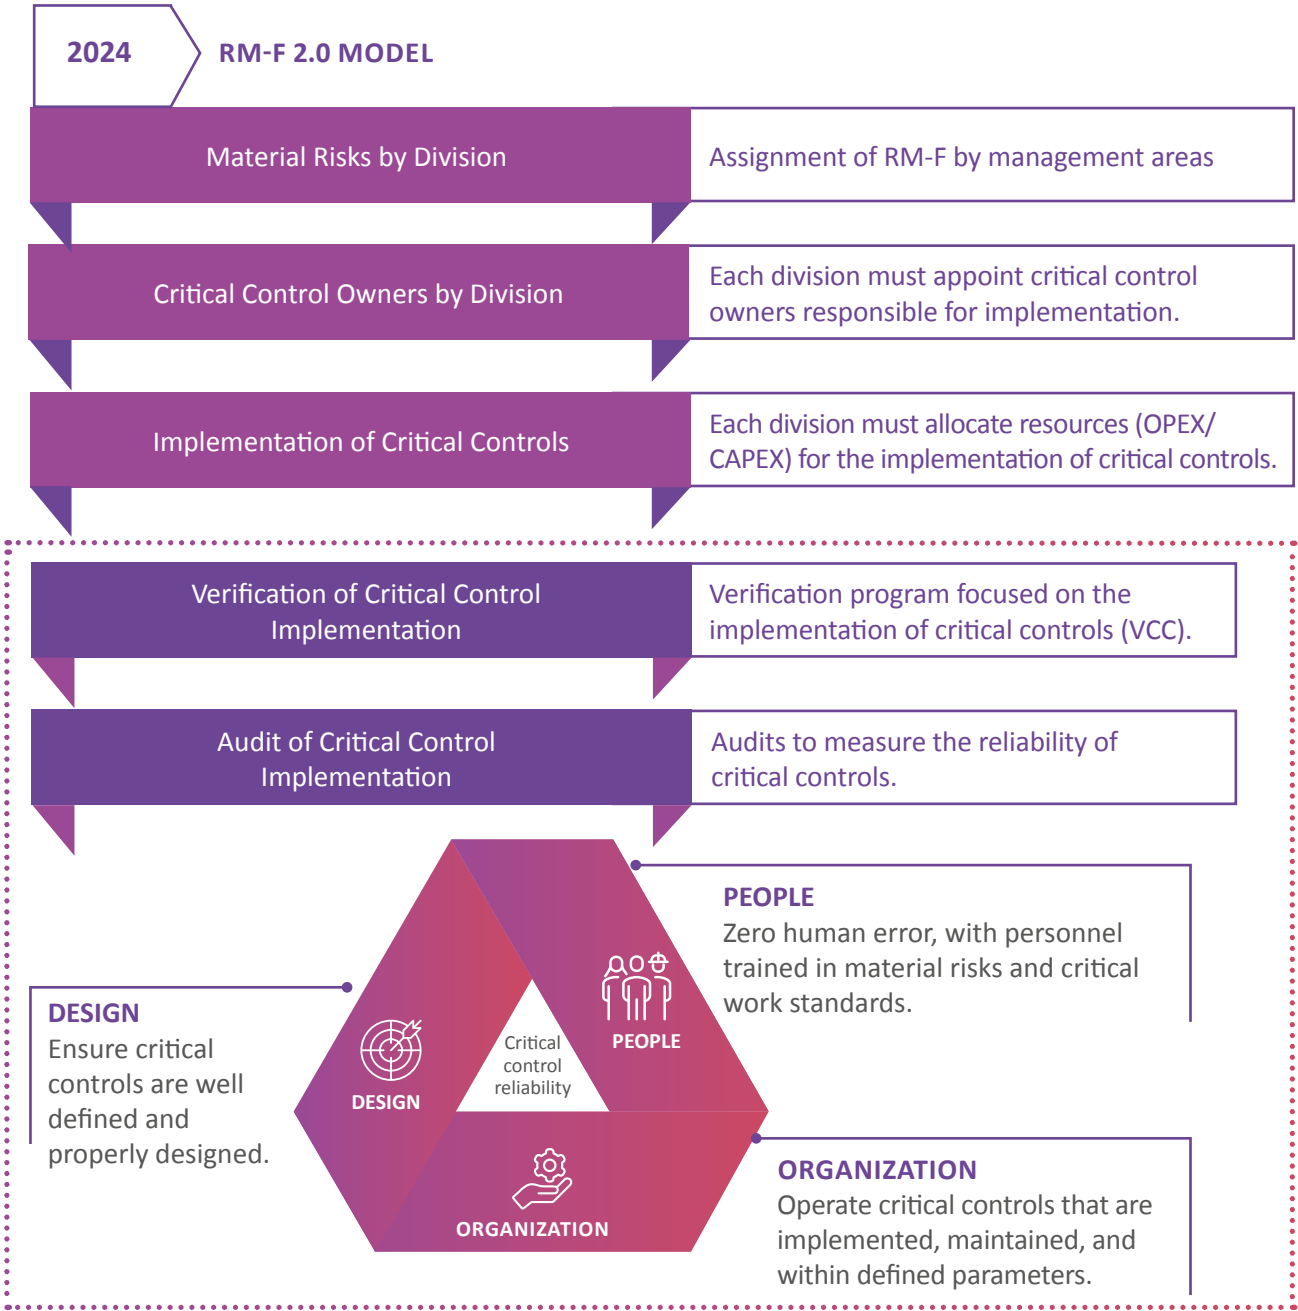 2024
RM-F 2.0 MODEL
Material Risks by Division
Assignment of RM-F by management areas
Critical Control Owners by Division
Each division must appoint critical control
owners responsible for implementation.
Implementation of Critical Controls
Each division must allocate resources (OPEX/
CAPEX) for the implementation of critical controls.
Verification of Critical Control
Implementation
Verification program focused on the
implementation of critical controls (VCC).
Audit of Critical Control
Implementation
Audits to measure the reliability of
critical controls.
PEOPLE
Zero human error, with personnel
trained in material risks and critical
work standards.
DESIGN
Ensure critical
controls are well
defined and
properly designed.
PEOPLE
Critical
control
reliability
DESIGN
ORGANIZATION
ORGANIZATION
Operate critical controls that are
implemented, maintained, and
within defined parameters.